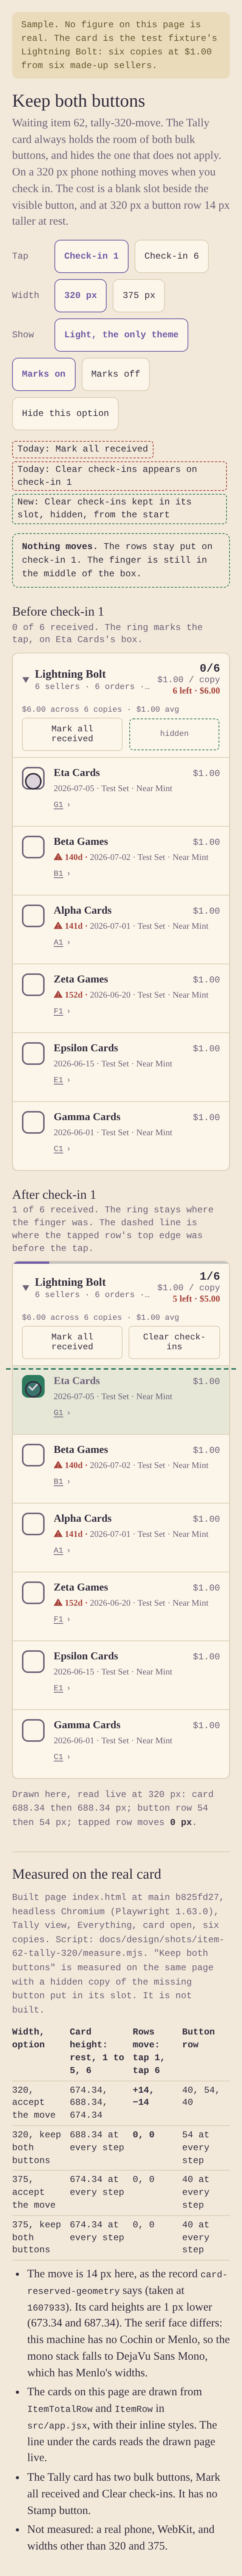 Sample. No figure on this page is
real. The card is the test fixture's
Lightning Bolt: six copies at $1.00
from six made-up sellers.
Keep both buttons
Waiting item 62, tally-320-move. The Tally
card always holds the room of both bulk
buttons, and hides the one that does not apply.
On a 320 px phone nothing moves when you
check in. The cost is a blank slot beside the
visible button, and at 320 px a button row 14 px
taller at rest.
Tap
Check-in 1
Check-in 6
Width
320 px
375 px
Show
Light, the only theme
Marks on
Marks off
Hide this option
Today: Mark all received
Today: Clear check-ins appears on
check-in 1
New: Clear check-ins kept in its
slot, hidden, from the start
Nothing moves. The rows stay put on
check-in 1. The finger is still in
the middle of the box.
Before check-in 1
0 of 6 received. The ring marks the
tap, on Eta Cards's box.
▼ Lightning Bolt 0/6
$1.00 / copy
6 sellers · 6 orders ·…
6 left · $6.00
$6.00 across 6 copies · $1.00 avg
Mark all
received
hidden
Eta Cards $1.00
2026-07-05 · Test Set · Near Mint
G1 ›
Beta Games $1.00
140d · 2026-07-02 · Test Set · Near Mint
B1 ›
Alpha Cards $1.00
141d · 2026-07-01 · Test Set · Near Mint
A1 ›
Zeta Games $1.00
152d · 2026-06-20 · Test Set · Near Mint
F1 ›
Epsilon Cards $1.00
2026-06-15 · Test Set · Near Mint
E1 ›
Gamma Cards $1.00
2026-06-01 · Test Set · Near Mint
C1 ›
After check-in 1
1 of 6 received. The ring stays where
the finger was. The dashed line is
where the tapped row's top edge was
before the tap.
▼ Lightning Bolt 1/6
$1.00 / copy
6 sellers · 6 orders ·…
5 left · $5.00
$6.00 across 6 copies · $1.00 avg
Mark all
received
Clear check-
ins
Eta Cards $1.00
2026-07-05 · Test Set · Near Mint
G1 ›
Beta Games $1.00
140d · 2026-07-02 · Test Set · Near Mint
B1 ›
Alpha Cards $1.00
141d · 2026-07-01 · Test Set · Near Mint
A1 ›
Zeta Games $1.00
152d · 2026-06-20 · Test Set · Near Mint
F1 ›
Epsilon Cards $1.00
2026-06-15 · Test Set · Near Mint
E1 ›
Gamma Cards $1.00
2026-06-01 · Test Set · Near Mint
C1 ›
Drawn here, read live at 320 px: card
688.34 then 688.34 px; button row 54
then 54 px; tapped row moves 0 px.
Measured on the real card
Built page index.html at main b825fd27,
headless Chromium (Playwright 1.63.0),
Tally view, Everything, card open, six
copies. Script: docs/design/shots/item-
62-tally-320/measure.mjs. "Keep both
buttons" is measured on the same page
with a hidden copy of the missing
button put in its slot. It is not
built.
Width, option
Card height: rest, 1 to 5, 6
Rows move: tap 1, tap 6
Button row
320, accept the move
674.34, 688.34, 674.34
+14, −14
40, 54, 40
320, keep both buttons
688.34 at every step
0, 0
54 at every step
375, accept the move
674.34 at every step
0, 0
40 at every step
375, keep both buttons
674.34 at every step
0, 0
40 at every step
• The move is 14 px here, as the record card-
reserved-geometry says (taken at
1607933). Its card heights are 1 px lower
(673.34 and 687.34). The serif face differs:
this machine has no Cochin or Menlo, so the
mono stack falls to DejaVu Sans Mono,
which has Menlo's widths.
• The cards on this page are drawn from
ItemTotalRow and ItemRow in
src/app.jsx, with their inline styles. The
line under the cards reads the drawn page
live.
• The Tally card has two bulk buttons, Mark
all received and Clear check-ins. It has no
Stamp button.
• Not measured: a real phone, WebKit, and
widths other than 320 and 375.